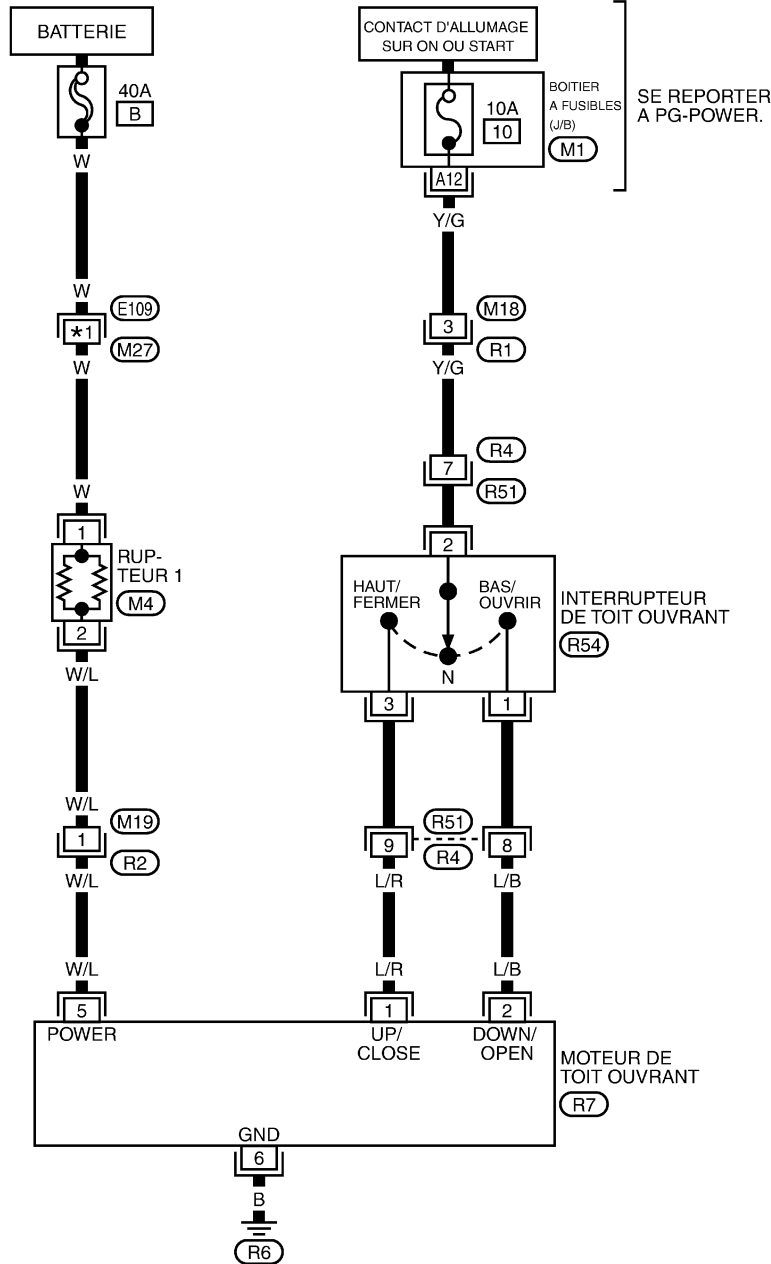 BATTERIE
40A
B
W
W
E109
*1
M27
W
W
1
RUP-
TEUR 1
M4
2
W/L
W/L
M19
1
R2
W/L
W/L
5
POWER
CONTACT D'ALLUMAGE
SUR ON OU START
10A
10
BOITIER
A FUSIBLES
(J/B)
M1
SE REPORTER
A PG-POWER.
A12
Y/G
M18
3
R1
Y/G
R4
7
R51
2
HAUT/
FERMER
BAS/
OUVRIR
N
INTERRUPTEUR
DE TOIT OUVRANT
R54
3
1
R51
9
8
R4
L/R
L/B
L/R
L/B
1
2
UP/
CLOSE
DOWN/
OPEN
MOTEUR DE
TOIT OUVRANT
R7
GND
6
B
R6